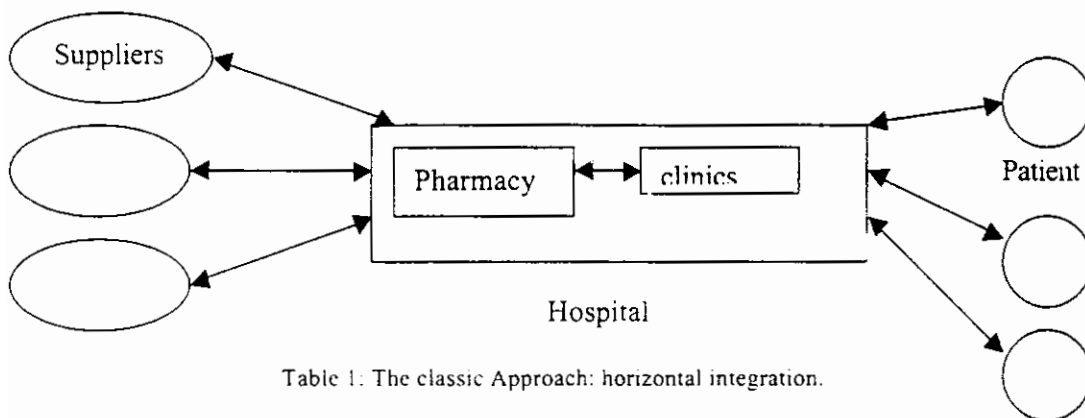 Suppliers
Pharmacy
clinics
Patient
Hospital
Table 1: The classic Approach: horizontal integration.